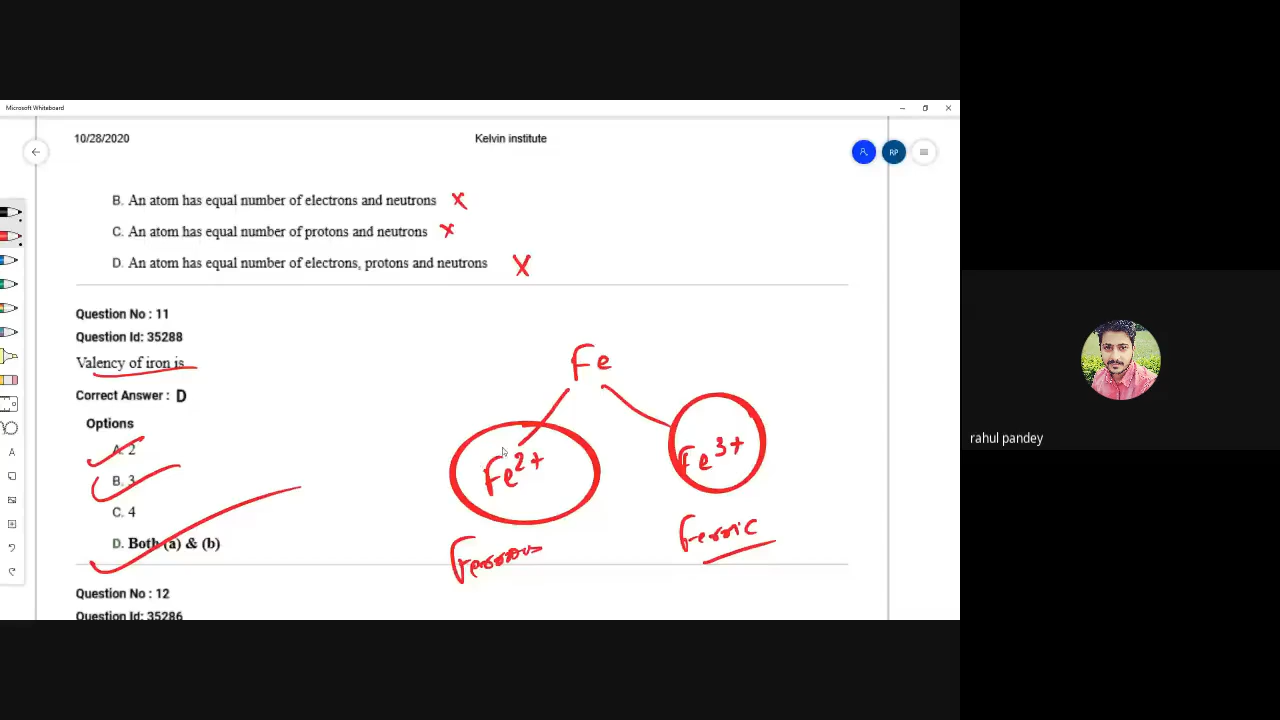 Microsoft Whiteboard
10/28/2020 Kelvin institute
RP
B. An atom has equal number of electrons and neutrons X
C. An atom has equal number of protons and neutrons X
D. An atom has equal number of electrons, protons and neutrons X
Question No : 11
Question Id: 35288
Valency of iron is
Correct Answer : D
Options
A. 2
B. 3
C. 4
D. Both (a) & (b)
Fe
Fe2+
Fe3+
Ferrous
Ferric
Question No : 12
Question Id: 35286
rahul pandey